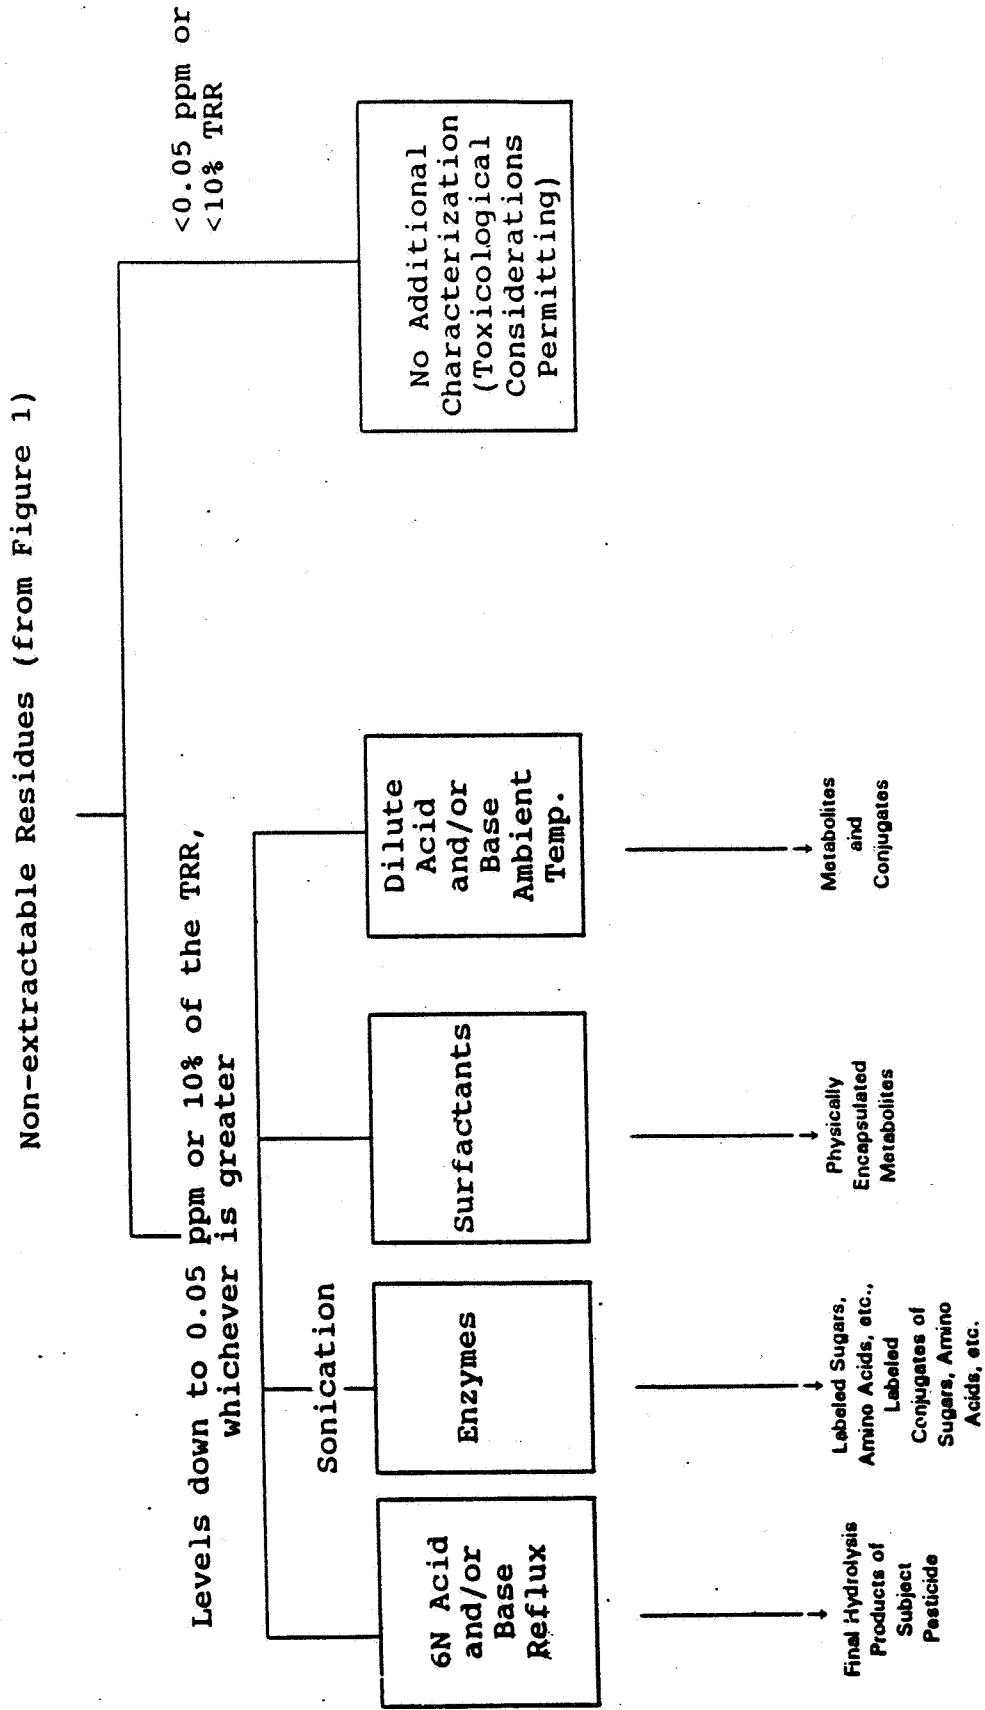 Non-extractable Residues (from Figure 1)
Levels down to 0.05 ppm or 10% of the TRR,
whichever is greater
<0.05 ppm or
<10% TRR
Sonication
6N Acid
and/or
Base
Reflux
Enzymes
Surfactants
Dilute
Acid
and/or
Base
Ambient
Temp.
No Additional
Characterization
(Toxicological
Considerations
Permitting)
Final Hydrolysis
Products of
Subject
Pesticide
Labeled Sugars,
Amino Acids, etc.,
Labeled
Conjugates of
Sugars, Amino
Acids, etc.
Physically
Encapsulated
Metabolites
Metabolites
and
Conjugates